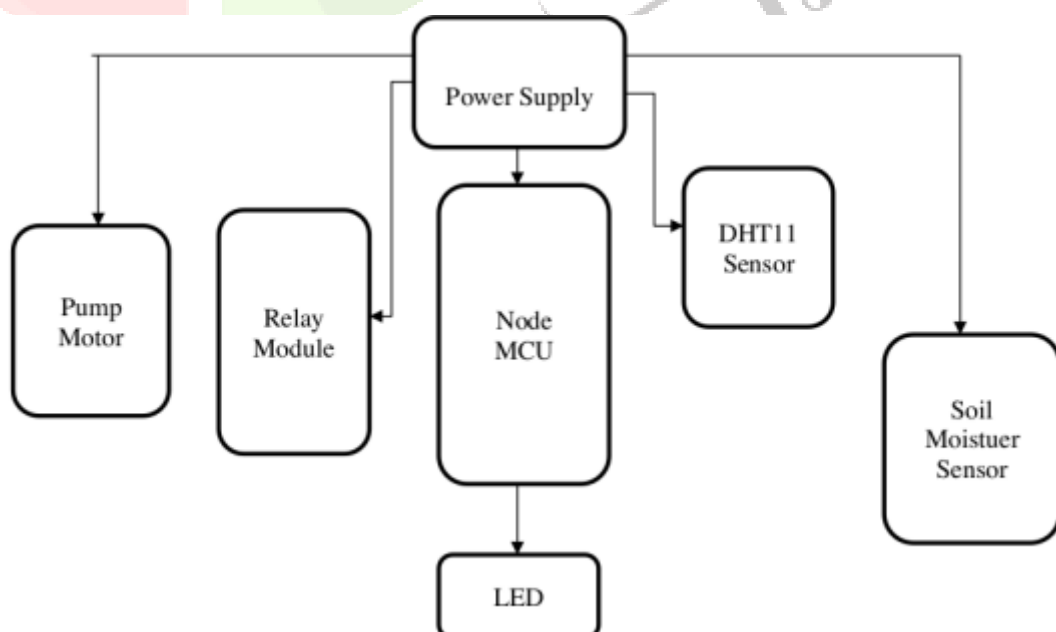 Power Supply
Pump
Motor
Relay
Module
Node
MCU
DHT11
Sensor
Soil
Moistuer
Sensor
LED